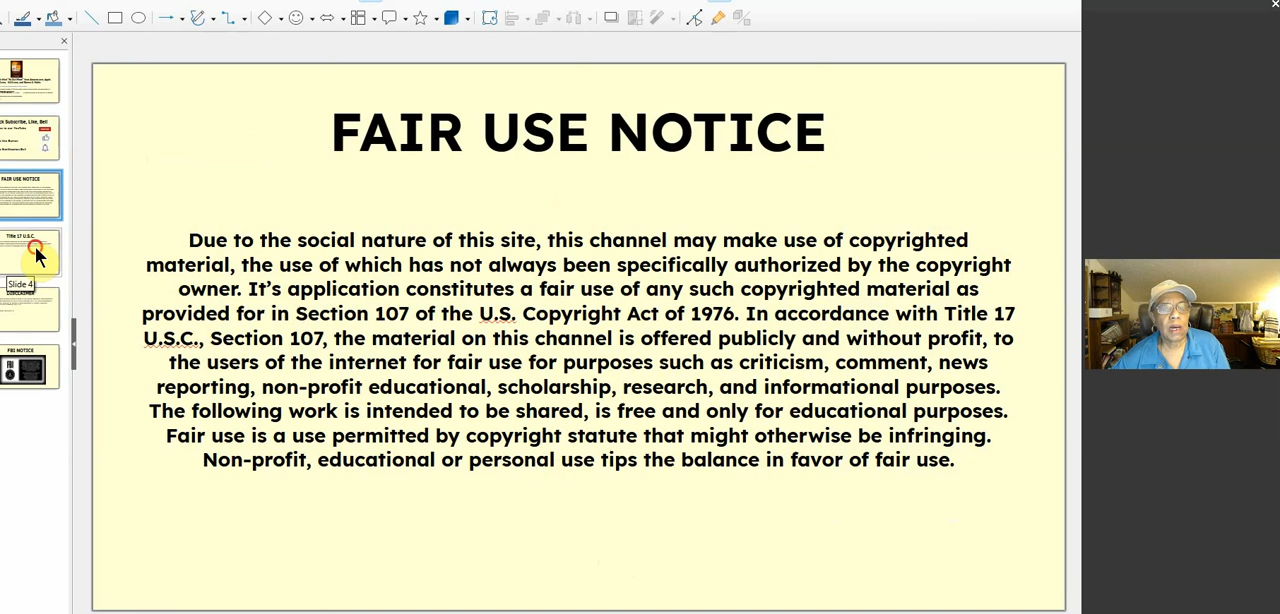 FAIR USE NOTICE
Due to the social nature of this site, this channel may make use of copyrighted
material, the use of which has not always been specifically authorized by the copyright
owner. It's application constitutes a fair use of any such copyrighted material as
provided for in Section 107 of the U.S. Copyright Act of 1976. In accordance with Title 17
U.S.C., Section 107, the material on this channel is offered publicly and without profit, to
the users of the internet for fair use for purposes such as criticism, comment, news
reporting, non-profit educational, scholarship, research, and informational purposes.
The following work is intended to be shared, is free and only for educational purposes.
Fair use is a use permitted by copyright statute that might otherwise be infringing.
Non-profit, educational or personal use tips the balance in favor of fair use.
Subscribe, Like, Bell
FAIR USE NOTICE
Title 17 U.S.C.
Slide 4
DISCLAIMER
FBI NOTICE